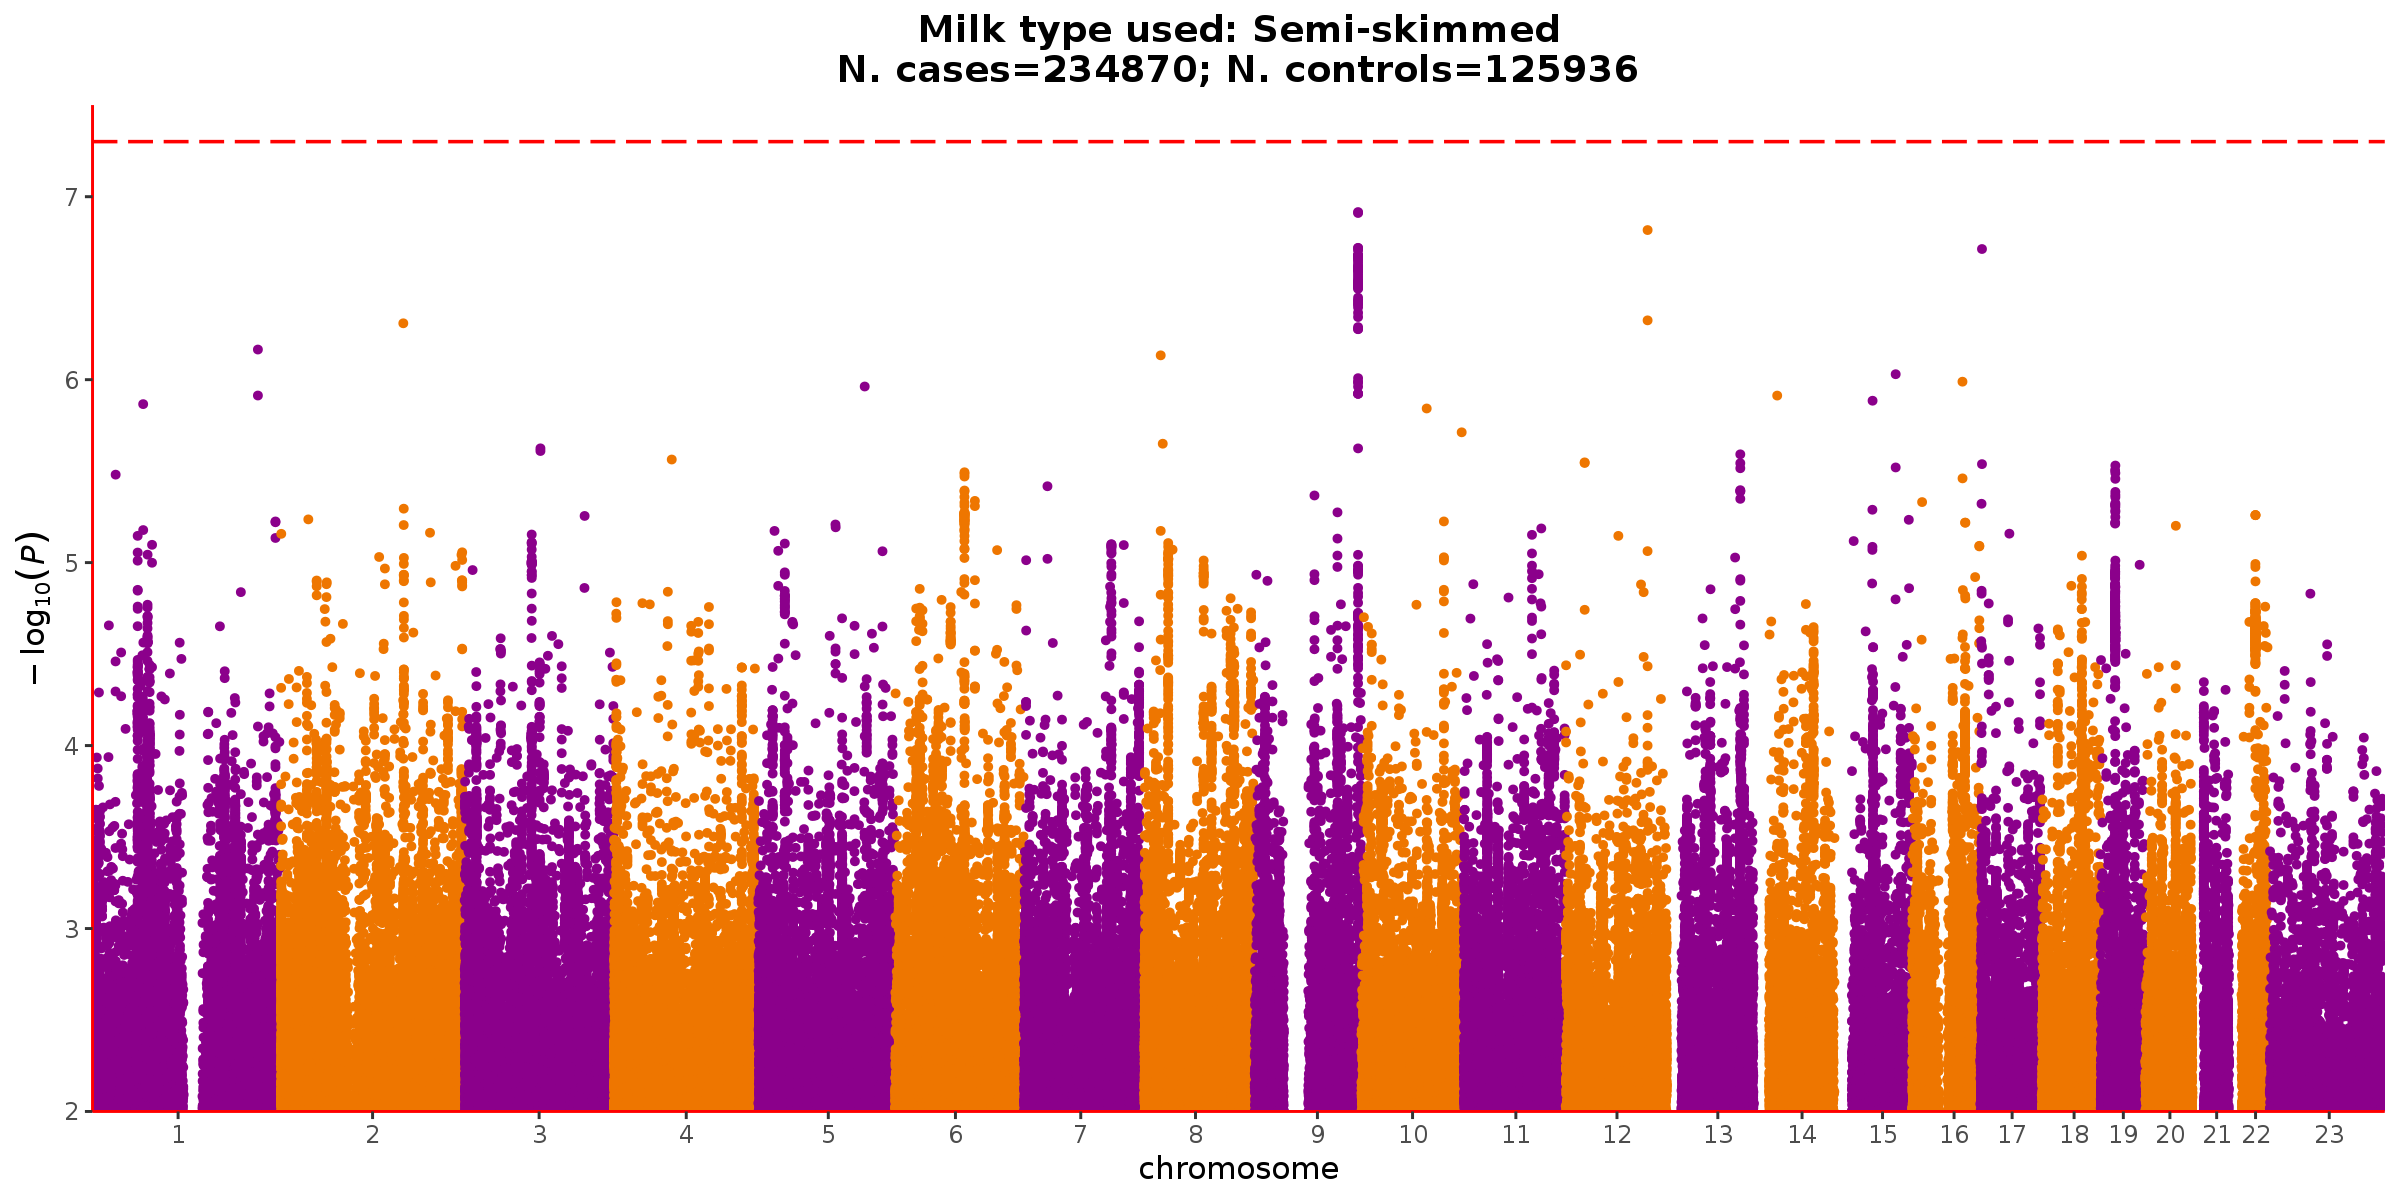 Milk type used: Semi-skimmed
N. cases=234870; N. controls=125936
− log₁₀(P)
7
6
5
4
3
2
1 2 3 4 5 6 7 8 9 10 11 12 13 14 15 16 17 18 19 20 21 22 23
chromosome